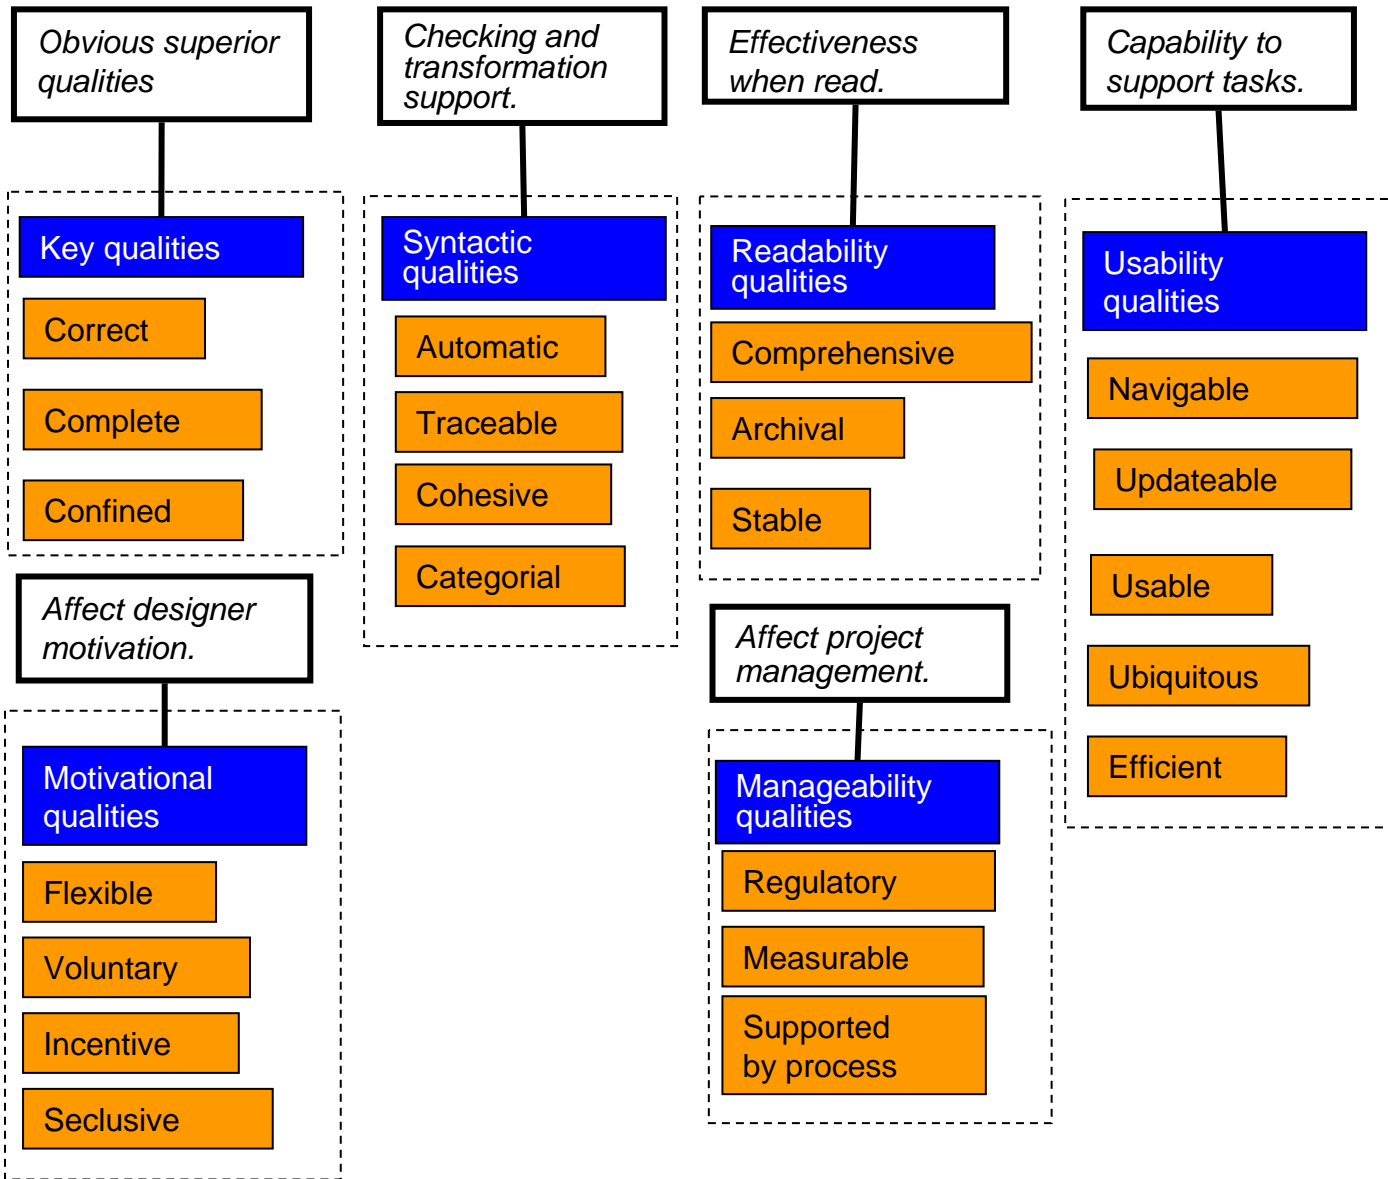 Obvious superior
qualities
Key qualities
Correct
Complete
Confined
Affect designer
motivation.
Motivational
qualities
Flexible
Voluntary
Incentive
Seclusive
Checking and
transformation
support.
Syntactic
qualities
Automatic
Traceable
Cohesive
Categorial
Effectiveness
when read.
Readability
qualities
Comprehensive
Archival
Stable
Affect project
management.
Manageability
qualities
Regulatory
Measurable
Supported
by process
Capability to
support tasks.
Usability
qualities
Navigable
Updateable
Usable
Ubiquitous
Efficient